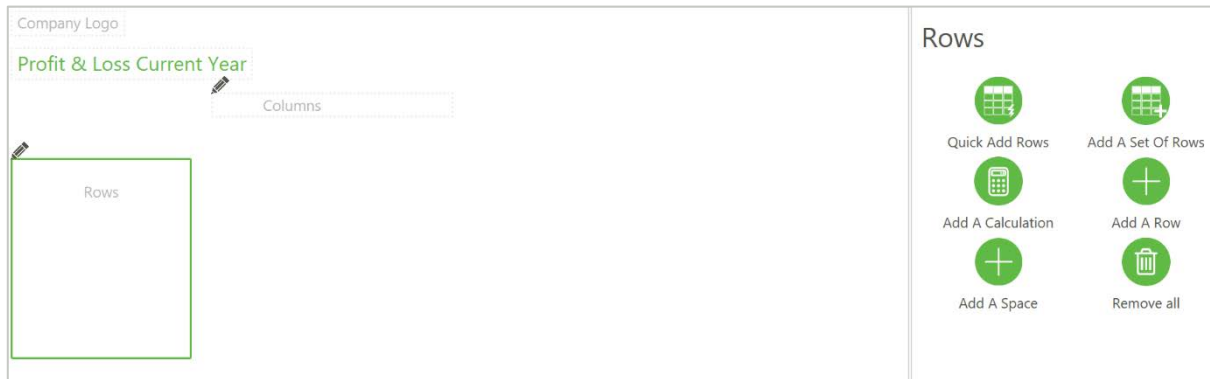 Company Logo
Profit & Loss Current Year
Columns
Rows
Rows
Quick Add Rows
Add A Set Of Rows
Add A Calculation
Add A Row
Add A Space
Remove all